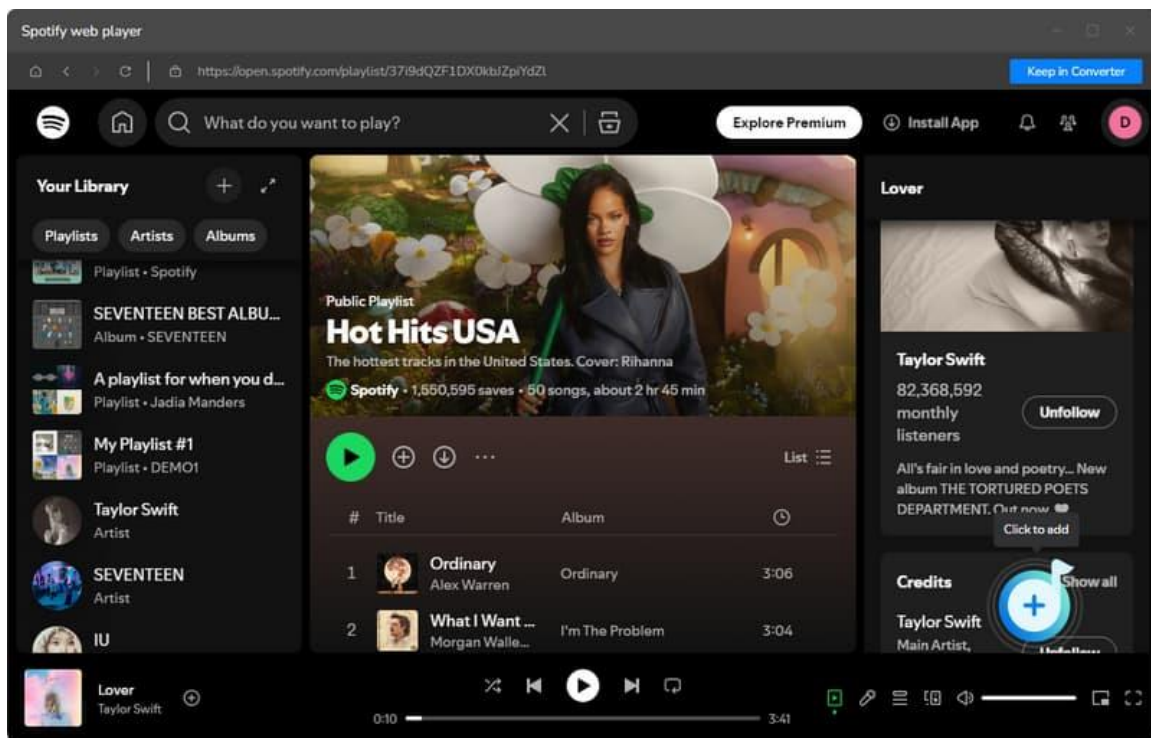 Spotify web player
https://open.spotify.com/playlist/37i9dQZF1DX0kbJZpiYdZl
Keep in Converter
What do you want to play?
Explore Premium
Install App
D
Your Library
Playlists
Artists
Albums
Playlist • Spotify
SEVENTEEN BEST ALBU...
Album • SEVENTEEN
A playlist for when you d...
Playlist • Jadia Manders
My Playlist #1
Playlist • DEMO1
Taylor Swift
Artist
SEVENTEEN
Artist
IU
Public Playlist
Hot Hits USA
The hottest tracks in the United States. Cover: Rihanna
Spotify • 1,550,595 saves • 50 songs, about 2 hr 45 min
List
# Title Album
1 Ordinary Ordinary 3:06
Alex Warren
2 What I Want ... I'm The Problem 3:04
Morgan Walle...
Lover
Taylor Swift
82,368,592
monthly
listeners
Unfollow
All's fair in love and poetry... New
album THE TORTURED POETS
DEPARTMENT. Out now 🤍
Click to add
Credits
Show all
Taylor Swift
Main Artist,
Unfollow
Lover
Taylor Swift
0:10
3:41